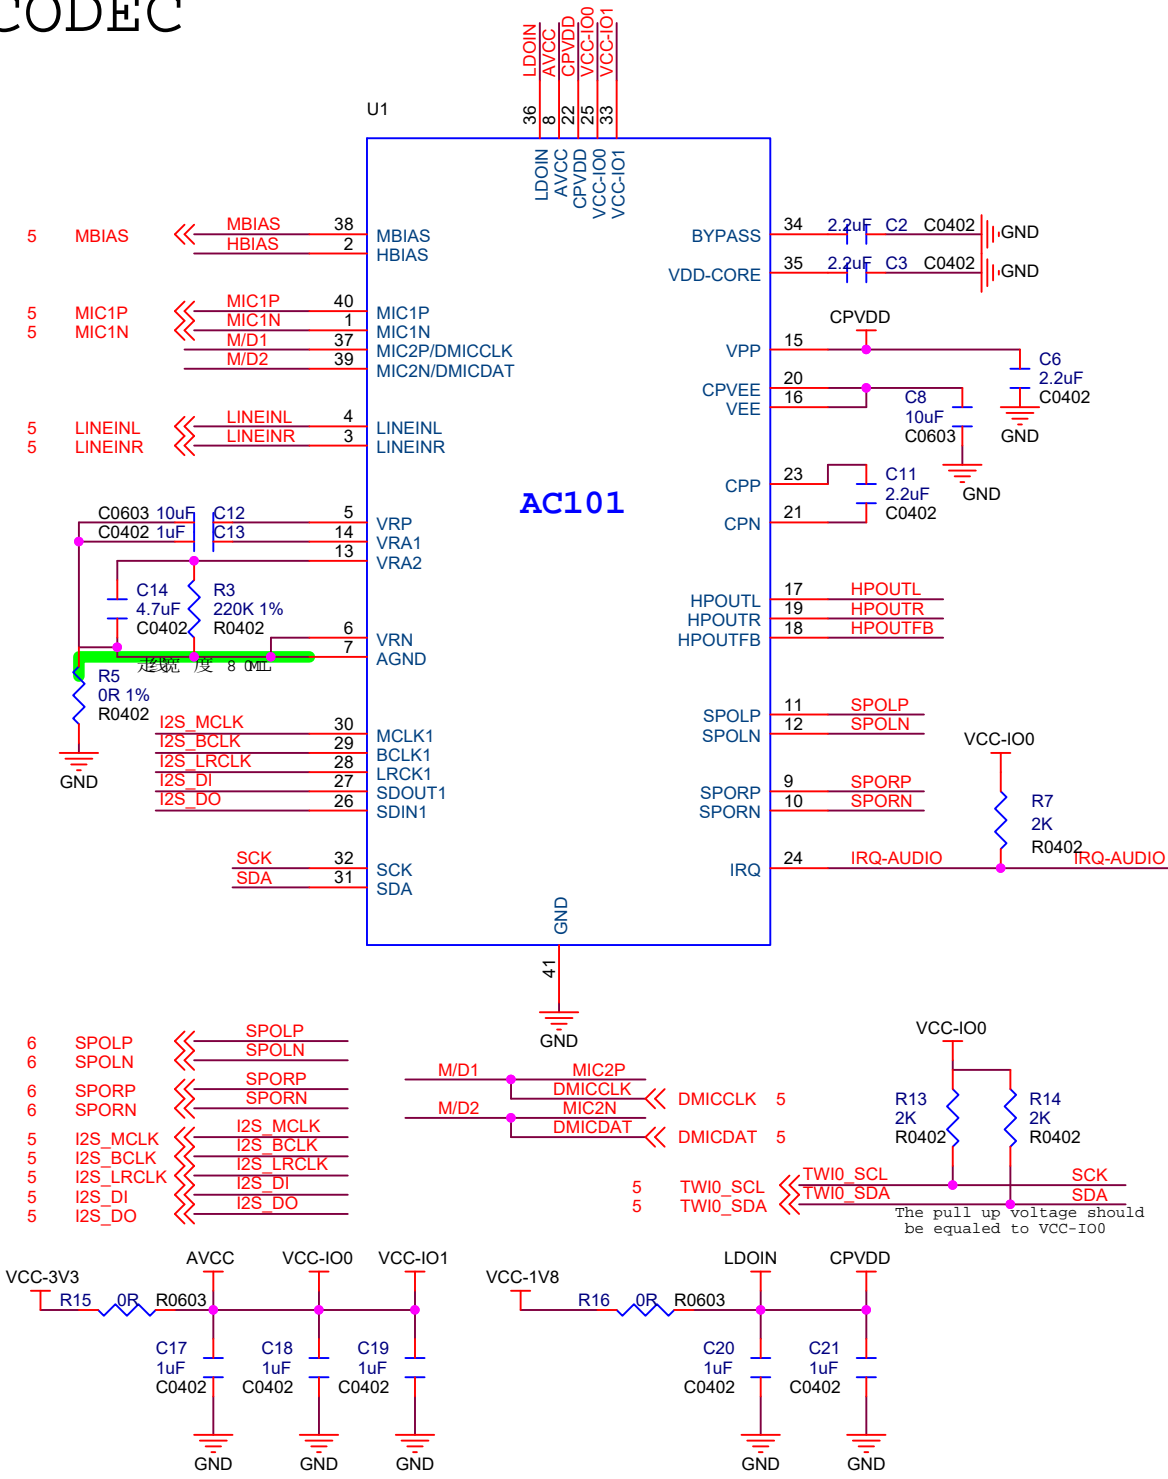 CODEC
LDOIN
AVCC
CPVDD
VCC-IO0
VCC-IO1
U1
36
8
22
25
33
LDOIN
AVCC
CPVDD
VCC-IO0
VCC-IO1
5 MBIAS MBIAS 38 MBIAS
HBIAS 2 HBIAS
5 MIC1P MIC1P 40 MIC1P
5 MIC1N MIC1N 1 MIC1N
M/D1 37 MIC2P/DMICCLK
M/D2 39 MIC2N/DMICDAT
5 LINEINL LINEINL 4 LINEINL
5 LINEINR LINEINR 3 LINEINR
C0603 10uF C12 5 VRP
C0402 1uF C13 14 VRA1
13 VRA2
C14
4.7uF
C0402
R3
220K 1%
R0402
6 VRN
7 AGND
走线宽度 80MIL
R5
0R 1%
R0402
GND
I2S_MCLK 30 MCLK1
I2S_BCLK 29 BCLK1
I2S_LRCLK 28 LRCK1
I2S_DI 27 SDOUT1
I2S_DO 26 SDIN1
SCK 32 SCK
SDA 31 SDA
AC101
BYPASS 34 2.2uF C2 C0402 GND
VDD-CORE 35 2.2uF C3 C0402 GND
CPVDD
VPP 15
C6
2.2uF
C0402
GND
CPVEE 20
VEE 16
C8
10uF
C0603
GND
CPP 23
CPN 21
C11
2.2uF
C0402
HPOUTL 17 HPOUTL
HPOUTR 19 HPOUTR
HPOUTFB 18 HPOUTFB
SPOLP 11 SPOLP
SPOLN 12 SPOLN
SPORP 9 SPORP
SPORN 10 SPORN
VCC-IO0
R7
2K
R0402
IRQ 24 IRQ-AUDIO IRQ-AUDIO
GND
41
GND
6 SPOLP SPOLP
6 SPOLN SPOLN
6 SPORP SPORP
6 SPORN SPORN
5 I2S_MCLK I2S_MCLK
5 I2S_BCLK I2S_BCLK
5 I2S_LRCLK I2S_LRCLK
5 I2S_DI I2S_DI
5 I2S_DO I2S_DO
M/D1 MIC2P
DMICCLK DMICCLK 5
M/D2 MIC2N
DMICDAT DMICDAT 5
VCC-IO0
R13
2K
R0402
R14
2K
R0402
5 TWI0_SCL TWI0_SCL SCK
5 TWI0_SDA TWI0_SDA SDA
The pull up voltage should
be equaled to VCC-IO0
VCC-3V3 R15 0R R0603
AVCC VCC-IO0 VCC-IO1
C17
1uF
C0402
GND
C18
1uF
C0402
GND
C19
1uF
C0402
GND
VCC-1V8 R16 0R R0603
LDOIN CPVDD
C20
1uF
C0402
GND
C21
1uF
C0402
GND